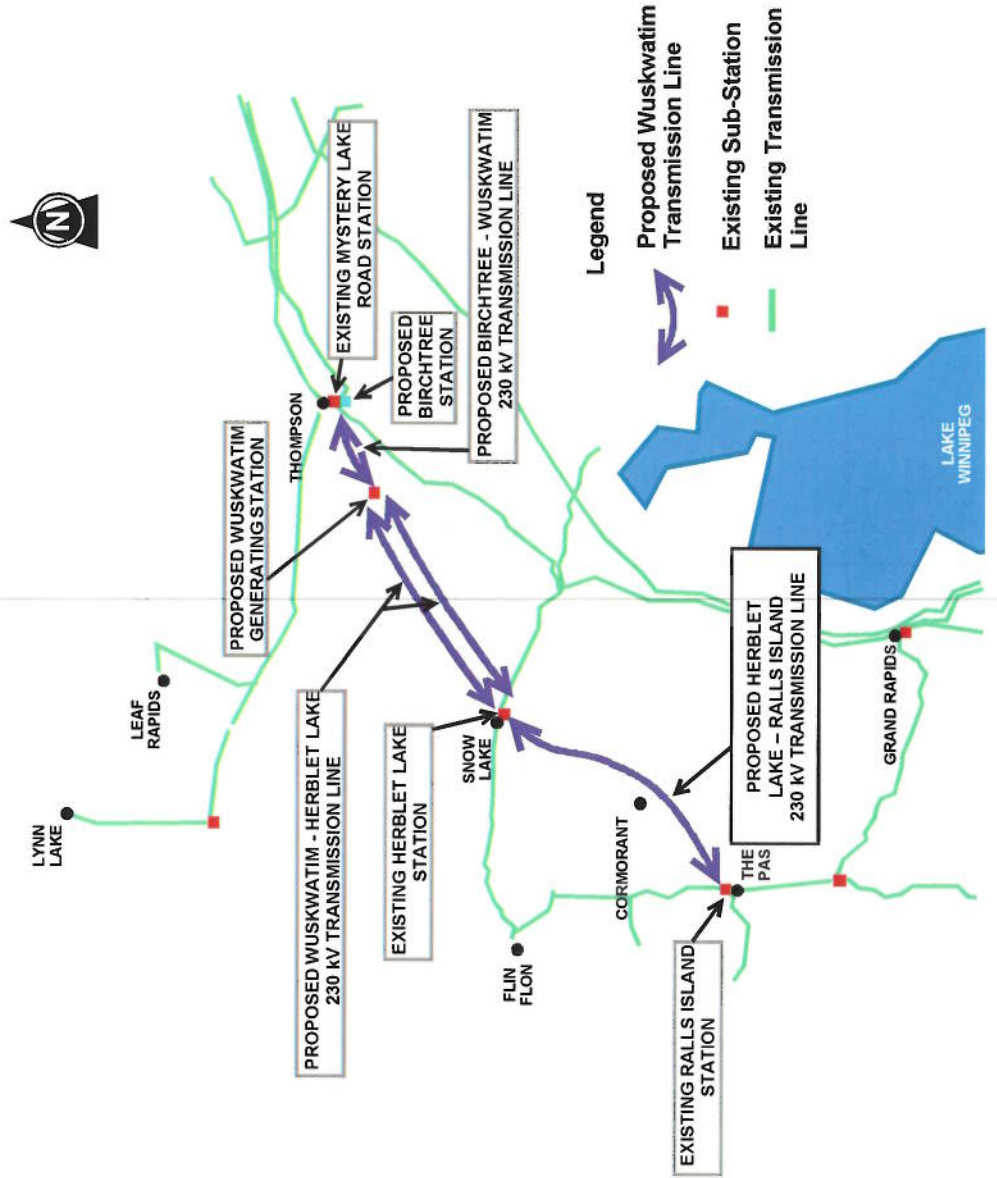 N
LYNN
LAKE
LEAF
RAPIDS
PROPOSED WUSKWATIM
GENERATING STATION
THOMPSON
EXISTING MYSTERY LAKE
ROAD STATION
PROPOSED
BIRCHTREE
STATION
PROPOSED BIRCHTREE - WUSKWATIM
230 kV TRANSMISSION LINE
PROPOSED WUSKWATIM - HERBLET LAKE
230 kV TRANSMISSION LINE
EXISTING HERBLET LAKE
STATION
SNOW
LAKE
FLIN
FLON
CORMORANT
THE
PAS
EXISTING RALLS ISLAND
STATION
PROPOSED HERBLET
LAKE – RALLS ISLAND
230 kV TRANSMISSION LINE
GRAND RAPIDS
LAKE
WINNIPEG
Legend
Proposed Wuskwatim
Transmission Line
Existing Sub-Station
Existing Transmission
Line